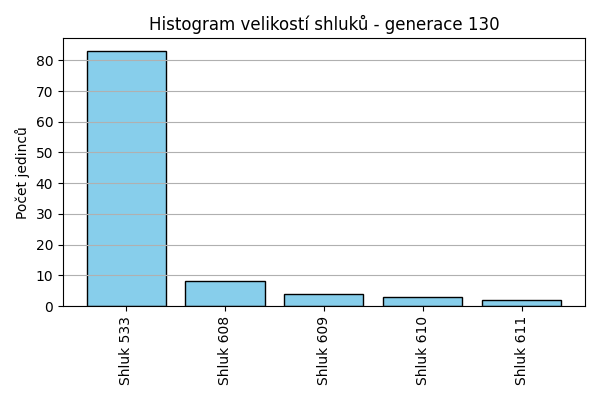 Histogram velikostí shluků - generace 130
Počet jedinců
80
70
60
50
40
30
20
10
0
Shluk 533
Shluk 608
Shluk 609
Shluk 610
Shluk 611